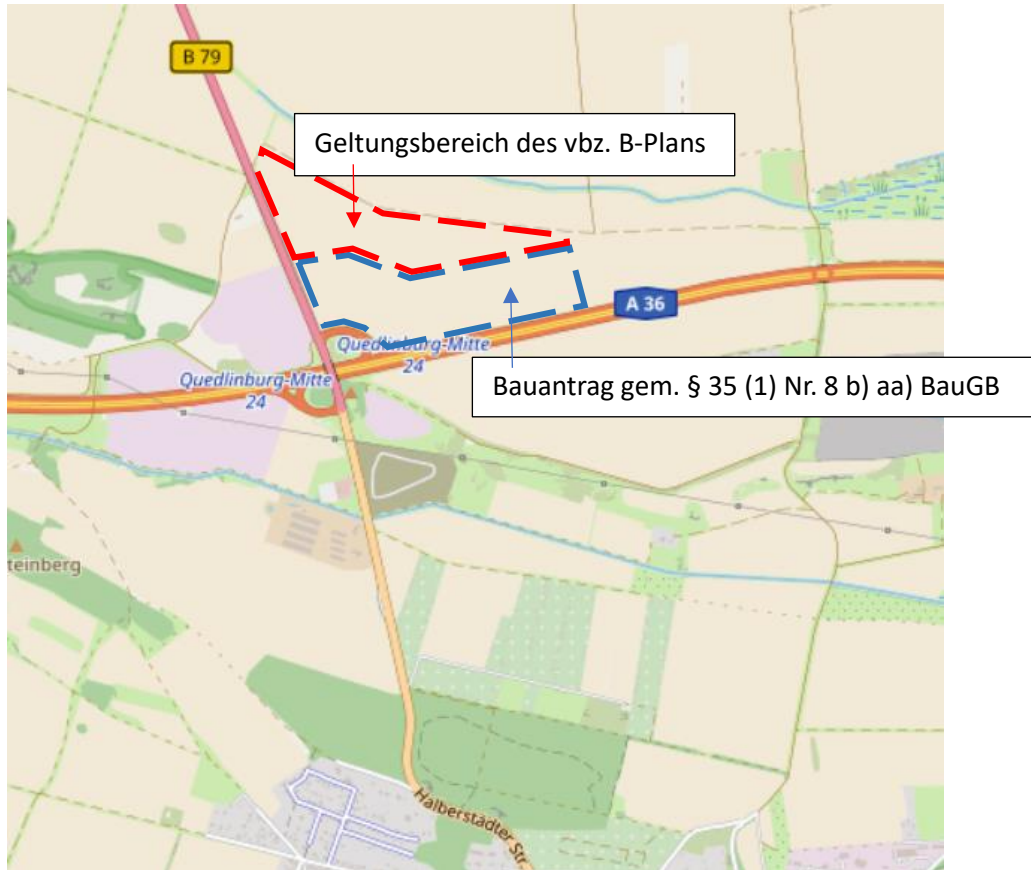 B 79
Geltungsbereich des vbz. B-Plans
A 36
Quedlinburg-Mitte
24
Quedlinburg-Mitte
24
Bauantrag gem. § 35 (1) Nr. 8 b) aa) BauGB
teinberg
Halberstädter Str.